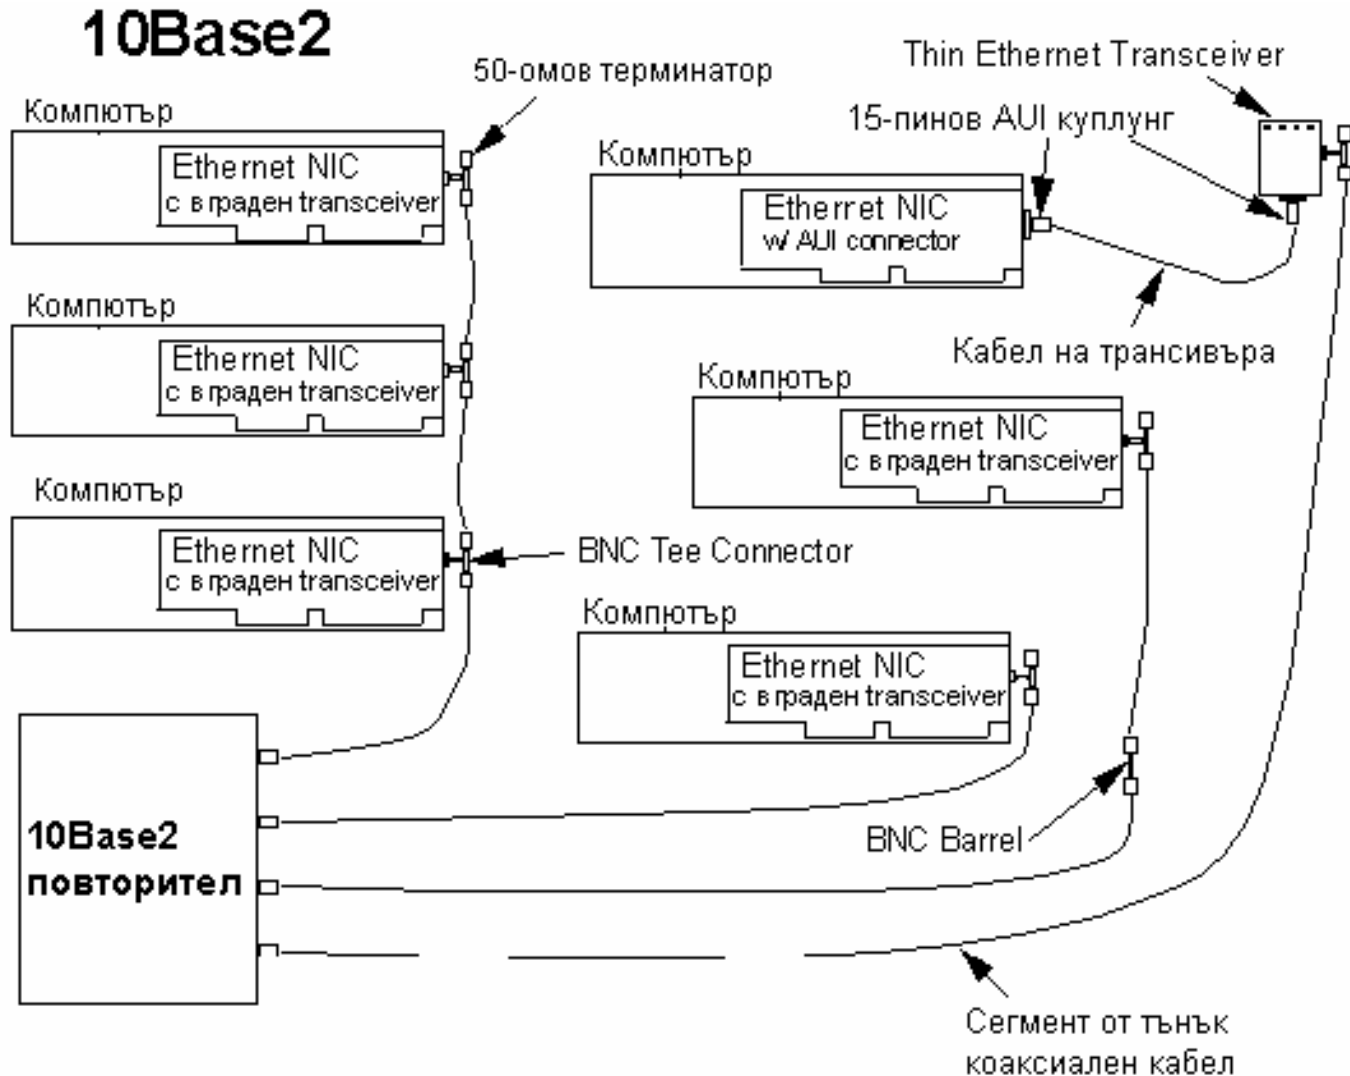 10Base2
50-омов терминатор
Thin Ethernet Transceiver
Компютър
15-пинов AUI куплунг
Ethernet NIC
с вграден transceiver
Компютър
Etherret NIC
w/ AUI connector
Компютър
Ethernet NIC
с вграден transceiver
Кабел на трансивъра
Компютър
Ethernet NIC
с вграден transceiver
Компютър
Ethernet NIC
с вграден transceiver
BNC Tee Connector
Компютър
Ethernet NIC
с вграден transceiver
10Base2
повторител
BNC Barrel
Сегмент от тънък
коаксиален кабел